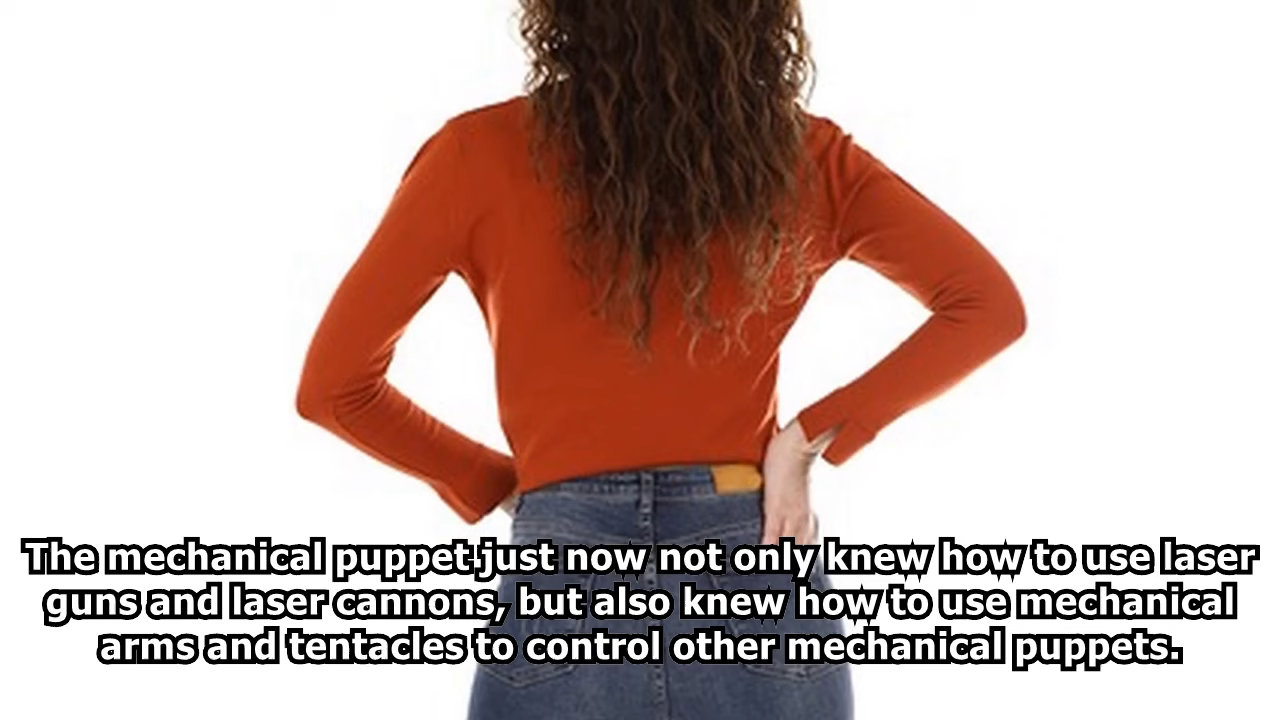 The mechanical puppet just now not only knew how to use laser
guns and laser cannons, but also knew how to use mechanical
arms and tentacles to control other mechanical puppets.